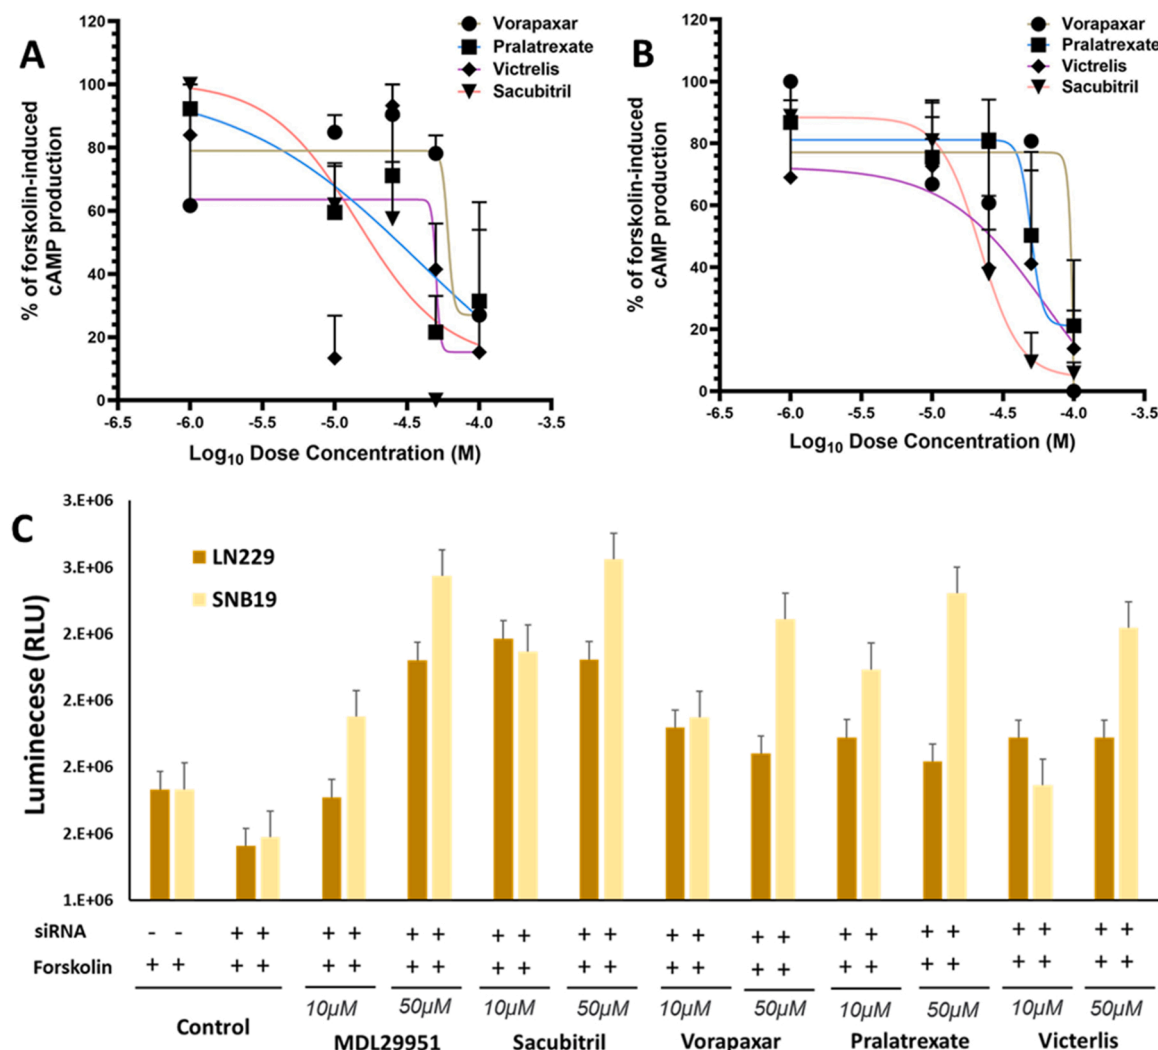 A
120
100
80
60
40
20
0
% of forskolin-induced
cAMP production
Vorapaxar
Pralatrexate
Victrelis
Sacubitril
-6.5 -6.0 -5.5 -5.0 -4.5 -4.0 -3.5
Log10 Dose Concentration (M)
B
120
100
80
60
40
20
0
% of forskolin-induced
cAMP production
Vorapaxar
Pralatrexate
Victrelis
Sacubitril
-6.5 -6.0 -5.5 -5.0 -4.5 -4.0 -3.5
Log10 Dose Concentration (M)
C
3.E+06
3.E+06
2.E+06
2.E+06
2.E+06
2.E+06
1.E+06
Luminecese (RLU)
LN229
SNB19
siRNA - - + + + + + + + + + + + + + + + + + + + + + +
Forskolin + + + + + + + + + + + + + + + + + + + + + + + +
10µM 50µM 10µM 50µM 10µM 50µM 10µM 50µM 10µM 50µM
Control MDL29951 Sacubitril Vorapaxar Pralatrexate Victerlis